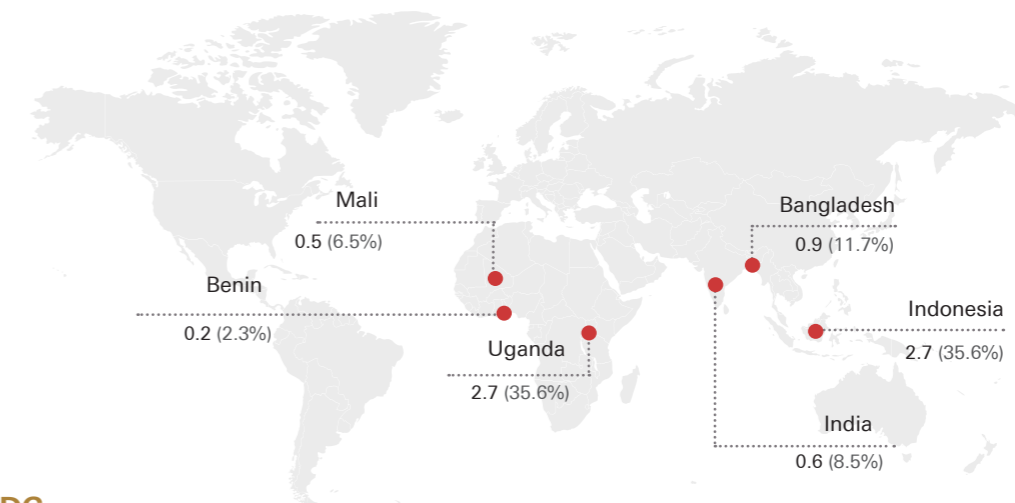 Mali
0.5 (6.5%)
Bangladesh
0.9 (11.7%)
Benin
0.2 (2.3%)
Indonesia
2.7 (35.6%)
Uganda
2.7 (35.6%)
India
0.6 (8.5%)